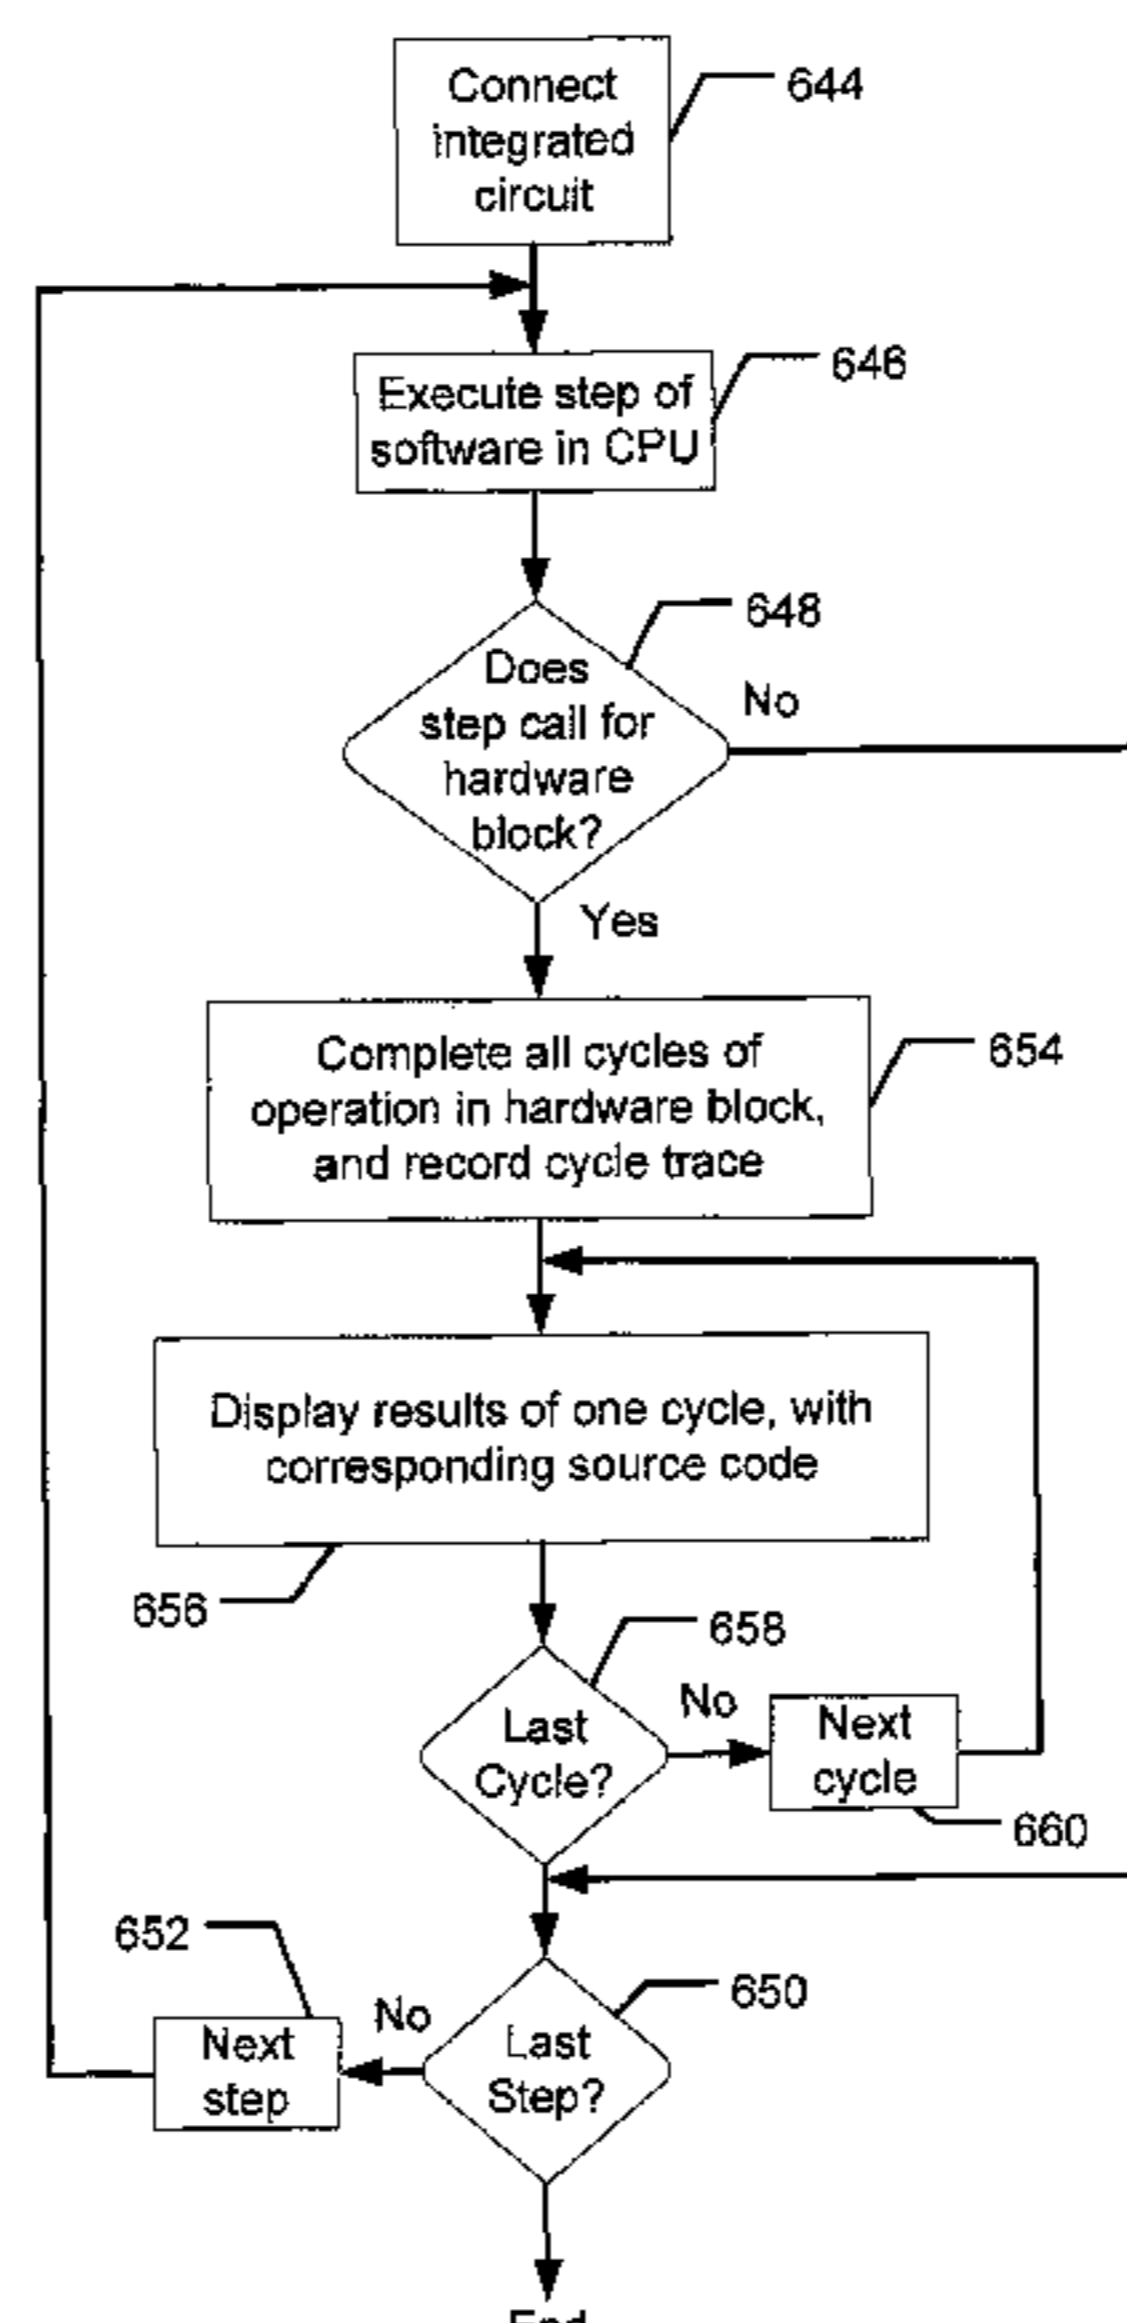 Connect
integrated
circuit
644
Execute step of
software in CPU
646
648
Does
step call for
hardware
block?
No
Yes
Complete all cycles of
operation in hardware block,
and record cycle trace
654
Display results of one cycle, with
corresponding source code
656
658
Last
Cycle?
No
Next
cycle
660
652
650
No
Next
step
Last
Step?
End